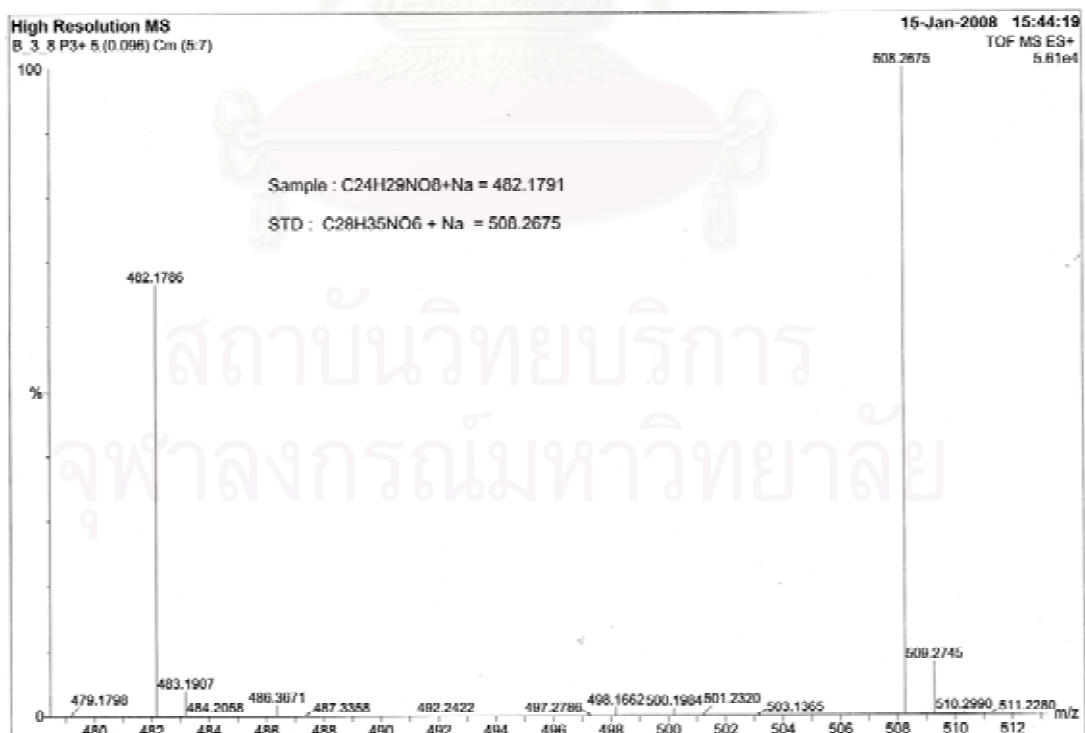 High Resolution MS
15-Jan-2008 15:44:19
B_3_8 P3+ 5 (0.096) Cm (5:7)
TOF MS ES+
5.61e4
100
508.2675
Sample : C24H29NO8+Na = 482.1791
STD : C28H35NO6 + Na = 508.2675
482.1786
สถาบันวิทยบริการ
%
จุฬาลงกรณ์มหาวิทยาลัย
509.2745
479.1798
483.1907
484.2058
486.3671
487.3358
492.2422
497.2786
498.1662
500.1984
501.2320
503.1365
510.2990
511.2280
m/z
0
480 482 484 486 488 490 492 494 496 498 500 502 504 506 508 510 512